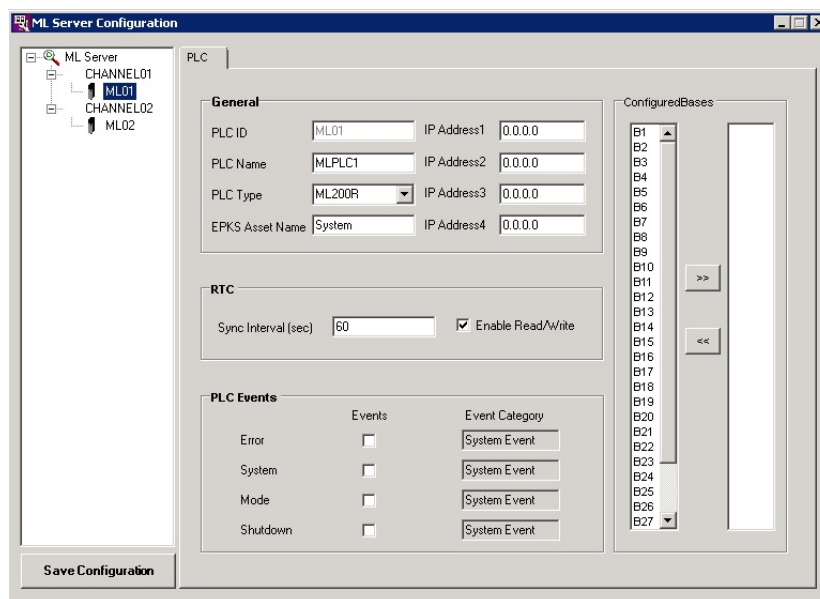 ML Server Configuration
ML Server
CHANNEL01
ML01
CHANNEL02
ML02
Save Configuration
PLC
General
PLC ID ML01 IP Address1 0.0.0.0
PLC Name MLPLC1 IP Address2 0.0.0.0
PLC Type ML200R IP Address3 0.0.0.0
EPKS Asset Name System IP Address4 0.0.0.0
RTC
Sync Interval (sec) 60 Enable Read/Write
PLC Events
Events Event Category
Error System Event
System System Event
Mode System Event
Shutdown System Event
ConfiguredBases
B1
B2
B3
B4
B5
B6
B7
B8
B9
B10
B11
B12
B13
B14
B15
B16
B17
B18
B19
B20
B21
B22
B23
B24
B25
B26
B27
>>
<<